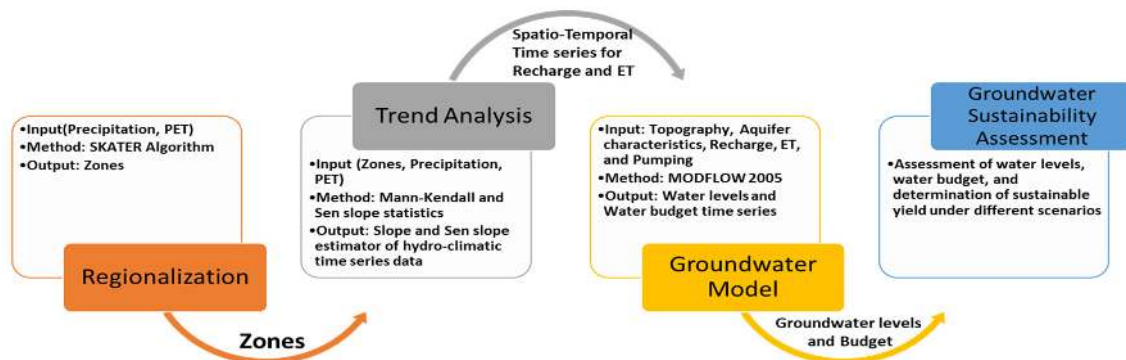 •Input(Precipitation, PET)
•Method: SKATER Algorithm
•Output: Zones
Regionalization
Zones
Trend Analysis
•Input (Zones, Precipitation,
PET)
•Method: Mann-Kendall and
Sen slope statistics
•Output: Slope and Sen slope
estimator of hydro-climatic
time series data
Spatio-Temporal
Time series for
Recharge and ET
•Input: Topography, Aquifer
characteristics, Recharge, ET,
and Pumping
•Method: MODFLOW 2005
•Output: Water levels and
Water budget time series
Groundwater
Model
Groundwater levels
and Budget
Groundwater
Sustainability
Assessment
•Assessment of water levels,
water budget, and
determination of sustainable
yield under different scenarios